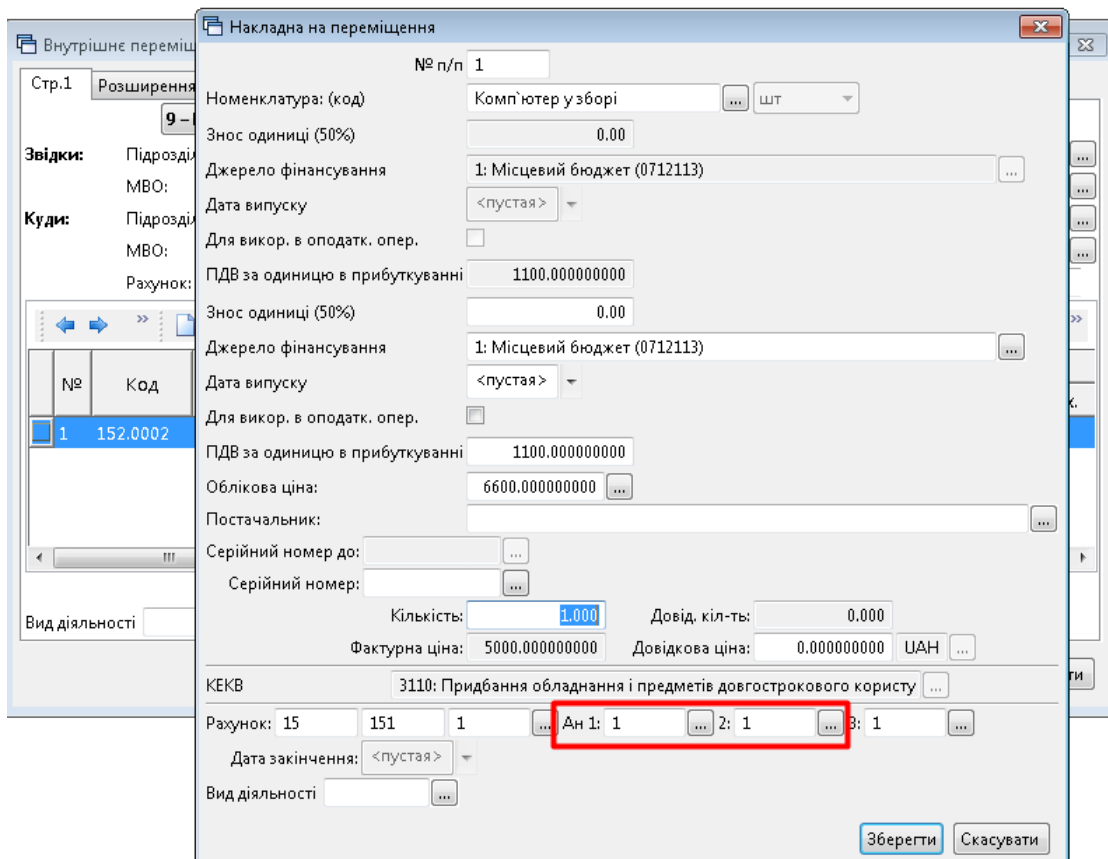 Внутрішнє переміщ
Стр.1 Розширення
9 –
Звідки: Підрозділ
МВО:
Куди: Підрозділ
МВО:
Рахунок:
№ Код
1 152.0002
Вид діяльності
ти
Накладна на переміщення
№ п/п 1
Номенклатура: (код) Комп`ютер у зборі ... шт
Знос одиниці (50%) 0.00
Джерело фінансування 1: Місцевий бюджет (0712113) ...
Дата випуску <пустая>
Для викор. в оподатк. опер.
ПДВ за одиницю в прибуткуванні 1100.000000000
Знос одиниці (50%) 0.00
Джерело фінансування 1: Місцевий бюджет (0712113) ...
Дата випуску <пустая>
Для викор. в оподатк. опер.
ПДВ за одиницю в прибуткуванні 1100.000000000
Облікова ціна: 6600.000000000 ...
Постачальник: ...
Серійний номер до: ...
Серійний номер: ...
Кількість: 1.000 Довід. кіл-ть: 0.000
Фактурна ціна: 5000.000000000 Довідкова ціна: 0.000000000 UAH ...
КЕКВ 3110: Придбання обладнання і предметів довгострокового користу ...
Рахунок: 15 151 1 ... Ан 1: 1 ... 2: 1 ... 3: 1 ...
Дата закінчення: <пустая>
Вид діяльності ...
Зберегти Скасувати